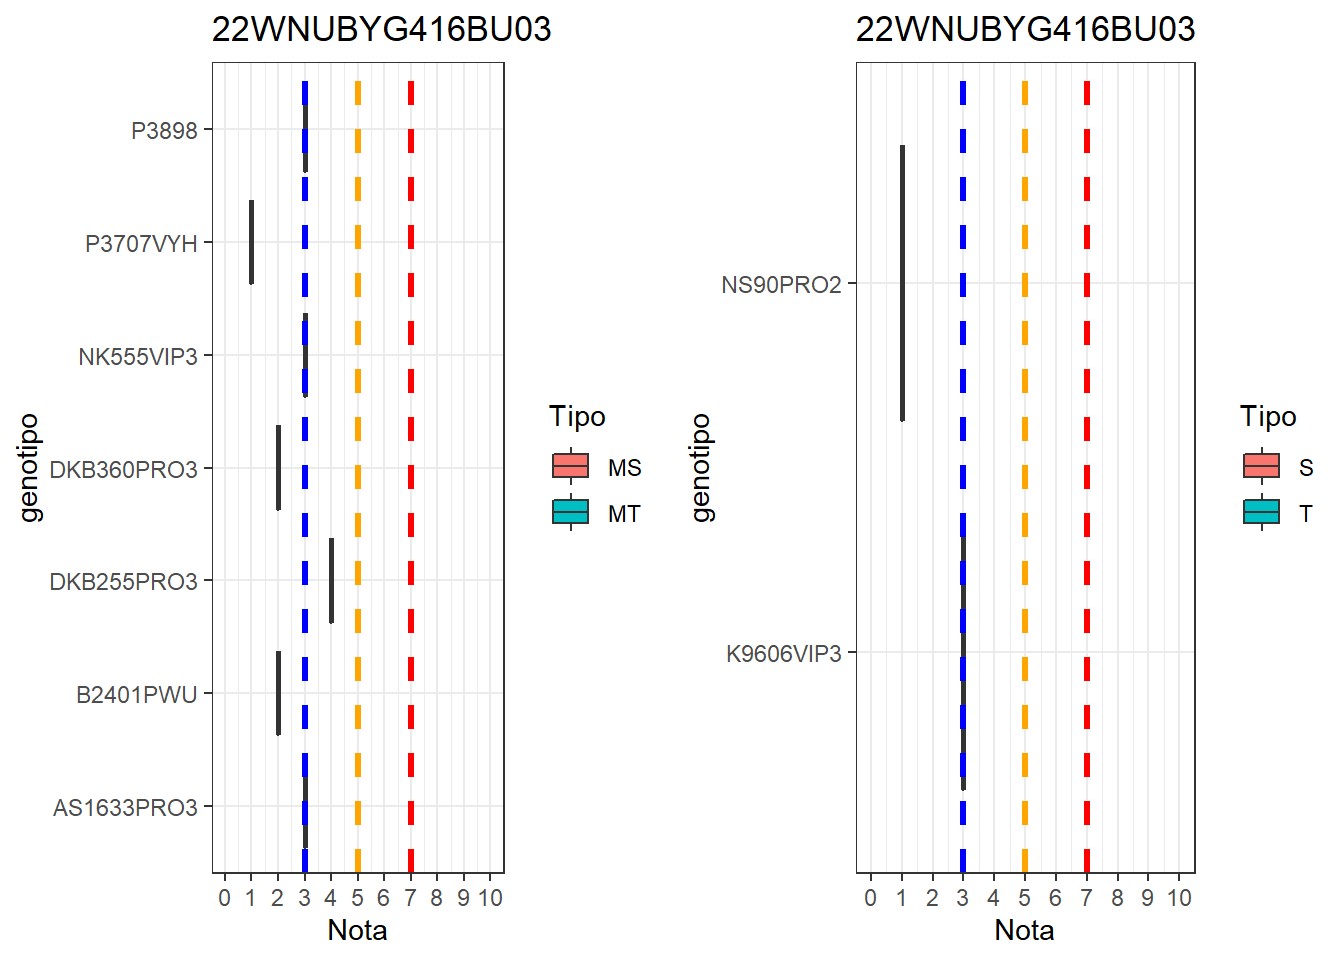 22WNUBYG416BU03
P3898
P3707VYH
NK555VIP3
DKB360PRO3
DKB255PRO3
B2401PWU
AS1633PRO3
genotipo
0 1 2 3 4 5 6 7 8 9 10
Nota
Tipo
MS
MT
22WNUBYG416BU03
NS90PRO2
K9606VIP3
genotipo
0 1 2 3 4 5 6 7 8 9 10
Nota
Tipo
S
T